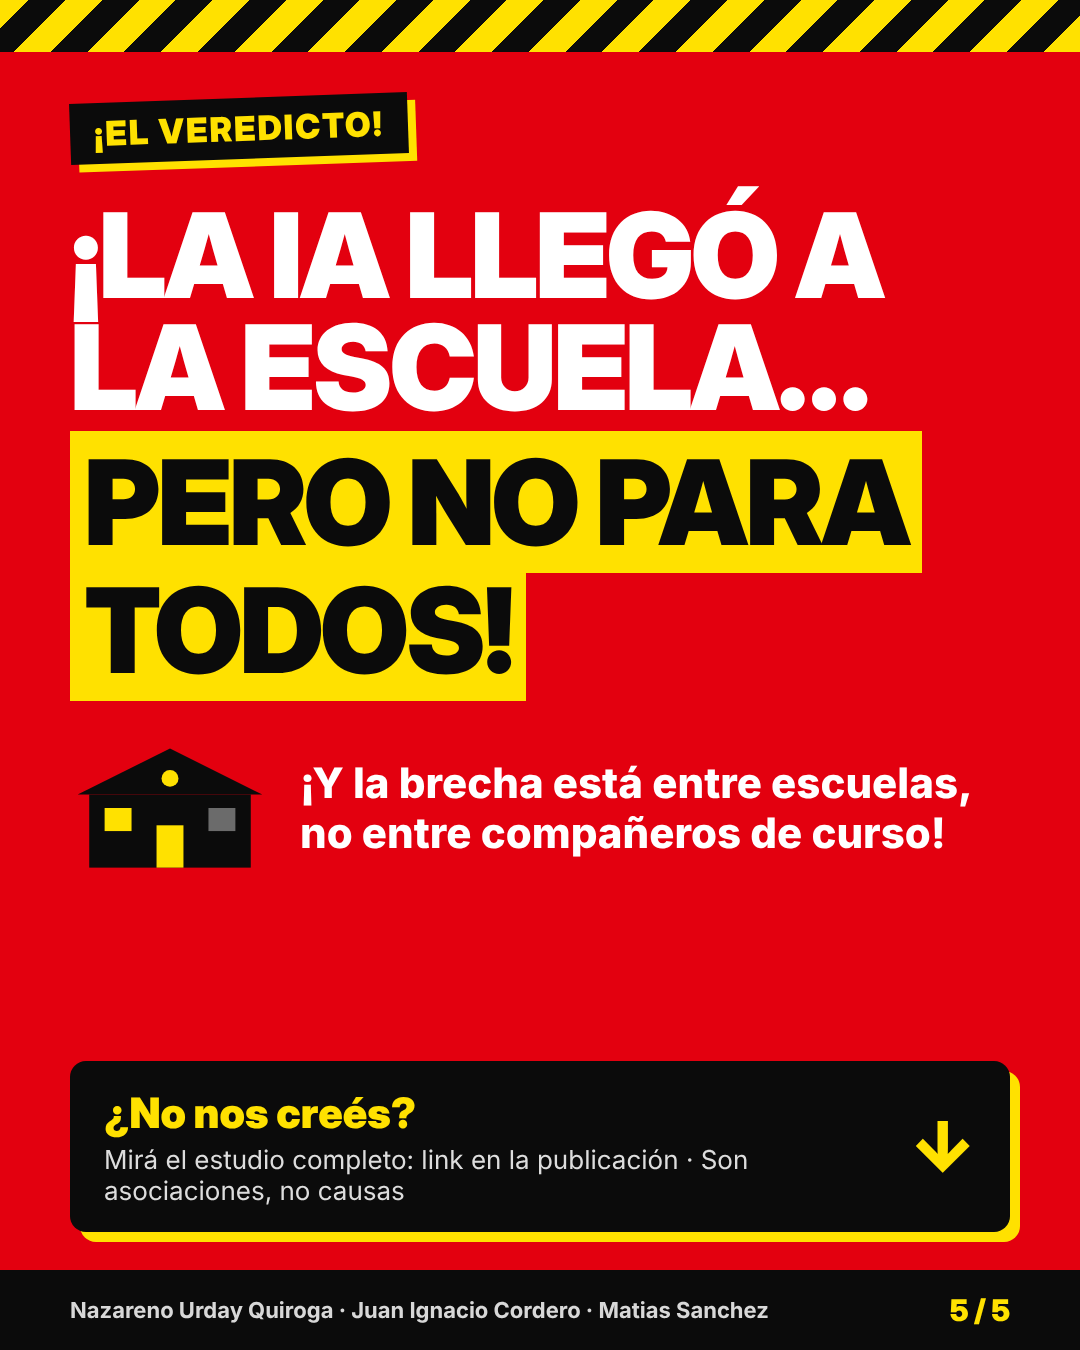 ¡EL VEREDICTO!
¡LA IA LLEGÓ A
LA ESCUELA...
PERO NO PARA
TODOS!
¡Y la brecha está entre escuelas,
no entre compañeros de curso!
¿No nos creés?
Mirá el estudio completo: link en la publicación · Son
asociaciones, no causas
Nazareno Urday Quiroga · Juan Ignacio Cordero · Matias Sanchez
5 / 5